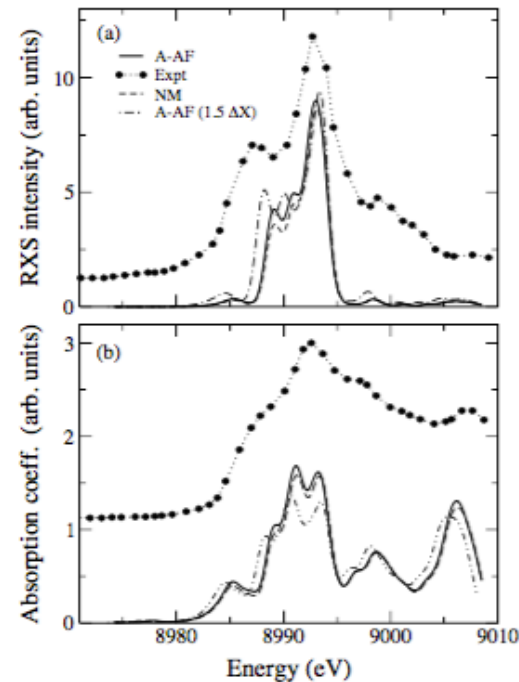 (a)
A-AF
Expt
NM
A-AF (1.5 ΔX)
RXS intensity (arb. units)
10
5
0
(b)
Absorption coeff. (arb. units)
3
2
1
0
8980
8990
9000
9010
Energy (eV)